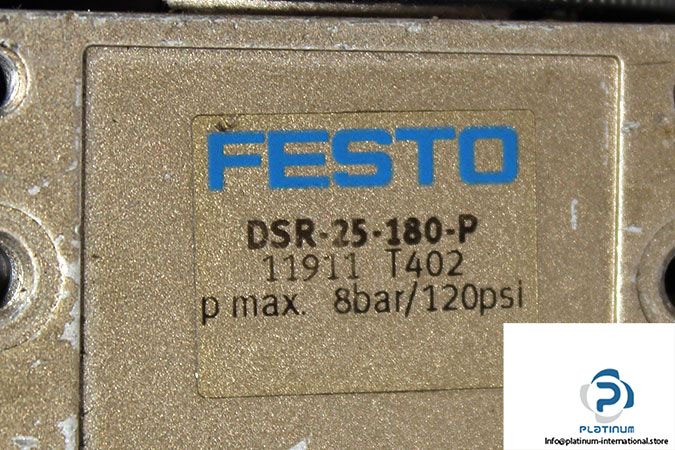 FESTO
DSR-25-180-P
11911 T402
p max. 8bar/120psi
PLATINUM
Info@platinum-international.store